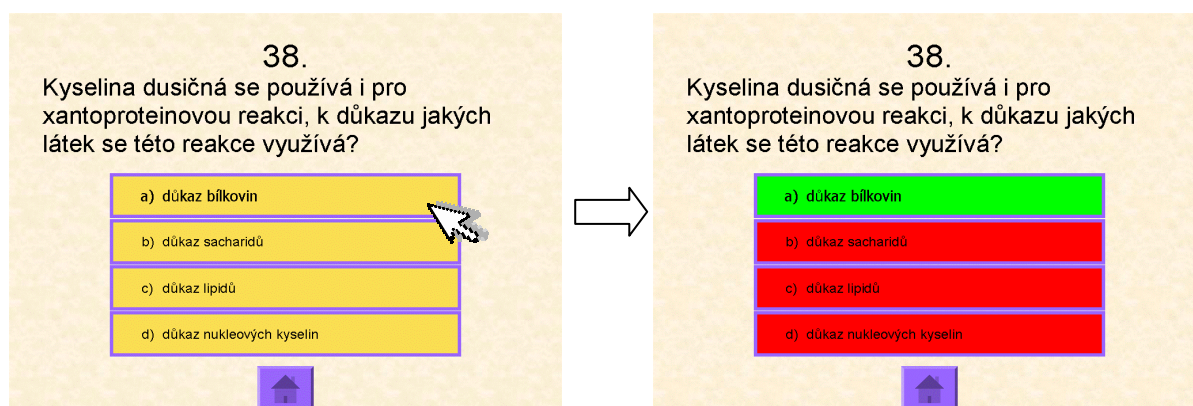 38.
Kyselina dusičná se používá i pro
xantoproteinovou reakci, k důkazu jakých
látek se této reakce využívá?
a) důkaz bílkovin
b) důkaz sacharidů
c) důkaz lipidů
d) důkaz nukleových kyselin
38.
Kyselina dusičná se používá i pro
xantoproteinovou reakci, k důkazu jakých
látek se této reakce využívá?
a) důkaz bílkovin
b) důkaz sacharidů
c) důkaz lipidů
d) důkaz nukleových kyselin